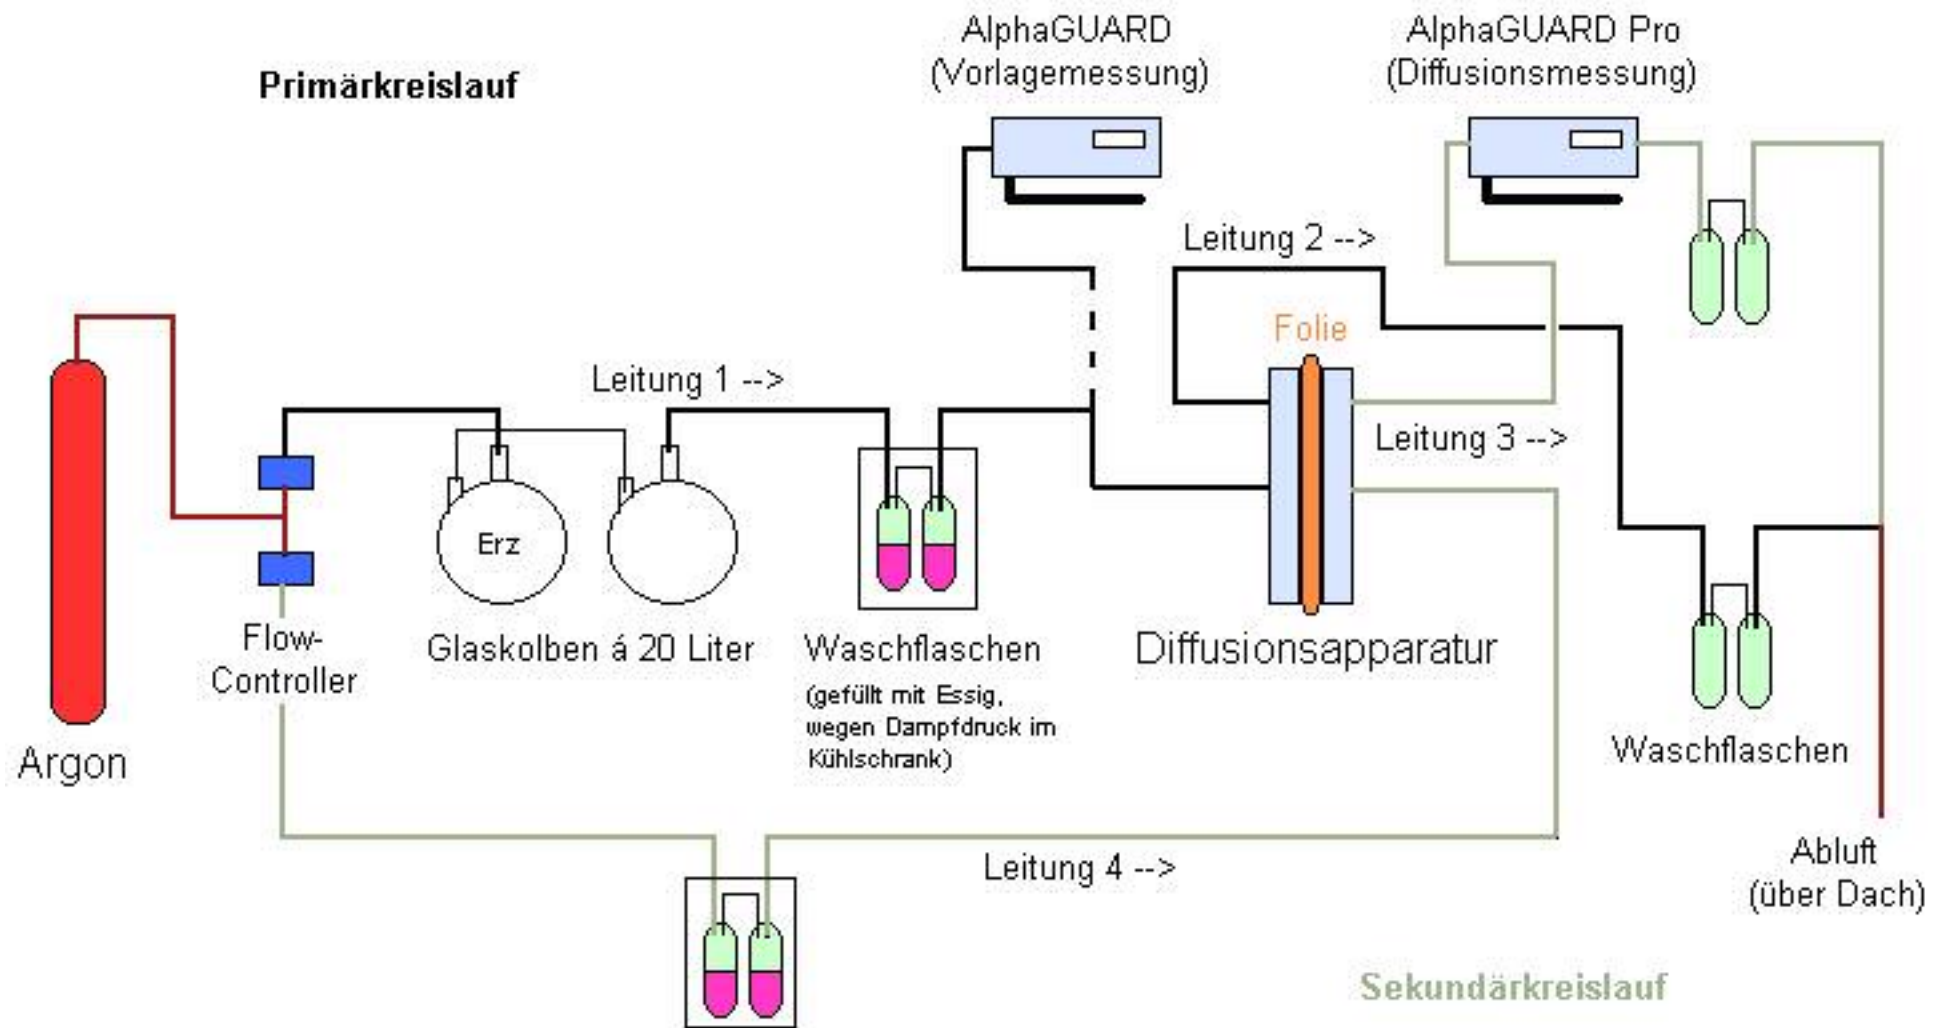 AlphaGUARD
(Vorlagemessung)
AlphaGUARD Pro
(Diffusionsmessung)
Primärkreislauf
Leitung 2 -->
Folie
Leitung 1 -->
Leitung 3 -->
Erz
Flow-
Controller
Glaskolben á 20 Liter
Waschflaschen
(gefüllt mit Essig,
wegen Dampfdruck im
Kühlschrank)
Diffusionsapparatur
Argon
Waschflaschen
Leitung 4 -->
Abluft
(über Dach)
Sekundärkreislauf